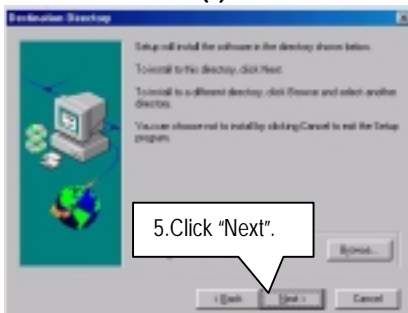 Destination Directory
Setup will install the software in the directory shown below.
To install to this directory, click Next.
To install to a different directory, click Browse and select another
directory.
You can choose not to install by clicking Cancel to exit the Setup
program.
5.Click “Next”.
Browse...
< Back
Next >
Cancel